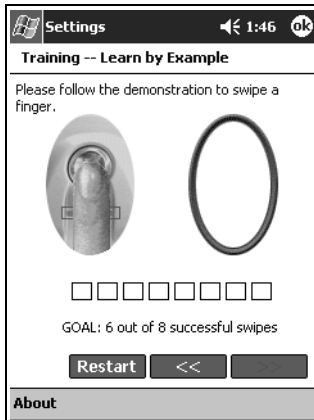 Settings 1:46 ok
Training -- Learn by Example
Please follow the demonstration to swipe a
finger.
GOAL: 6 out of 8 successful swipes
Restart << >>
About